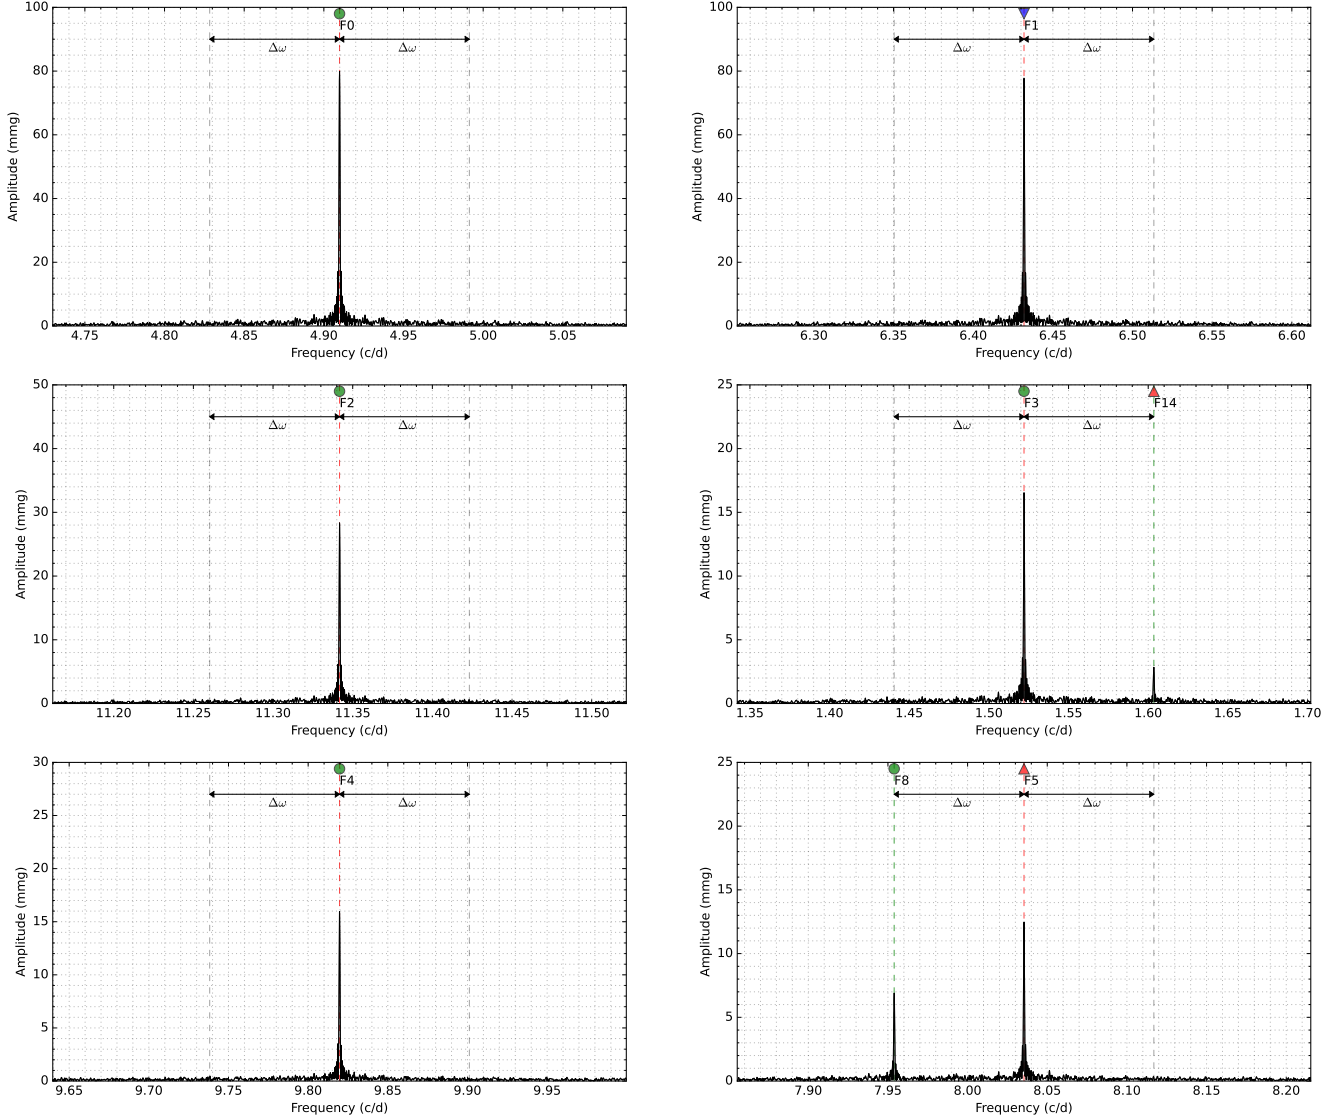 100
80
60
40
20
0
Amplitude (mmg)
F0
Δω Δω
4.75 4.80 4.85 4.90 4.95 5.00 5.05
Frequency (c/d)
100
80
60
40
20
0
Amplitude (mmg)
F1
Δω Δω
6.30 6.35 6.40 6.45 6.50 6.55 6.60
Frequency (c/d)
50
40
30
20
10
0
Amplitude (mmg)
F2
Δω Δω
11.20 11.25 11.30 11.35 11.40 11.45 11.50
Frequency (c/d)
25
20
15
10
5
0
Amplitude (mmg)
F3 F14
Δω Δω
1.35 1.40 1.45 1.50 1.55 1.60 1.65 1.70
Frequency (c/d)
30
25
20
15
10
5
0
Amplitude (mmg)
F4
Δω Δω
9.65 9.70 9.75 9.80 9.85 9.90 9.95
Frequency (c/d)
25
20
15
10
5
0
Amplitude (mmg)
F8 F5
Δω Δω
7.90 7.95 8.00 8.05 8.10 8.15 8.20
Frequency (c/d)